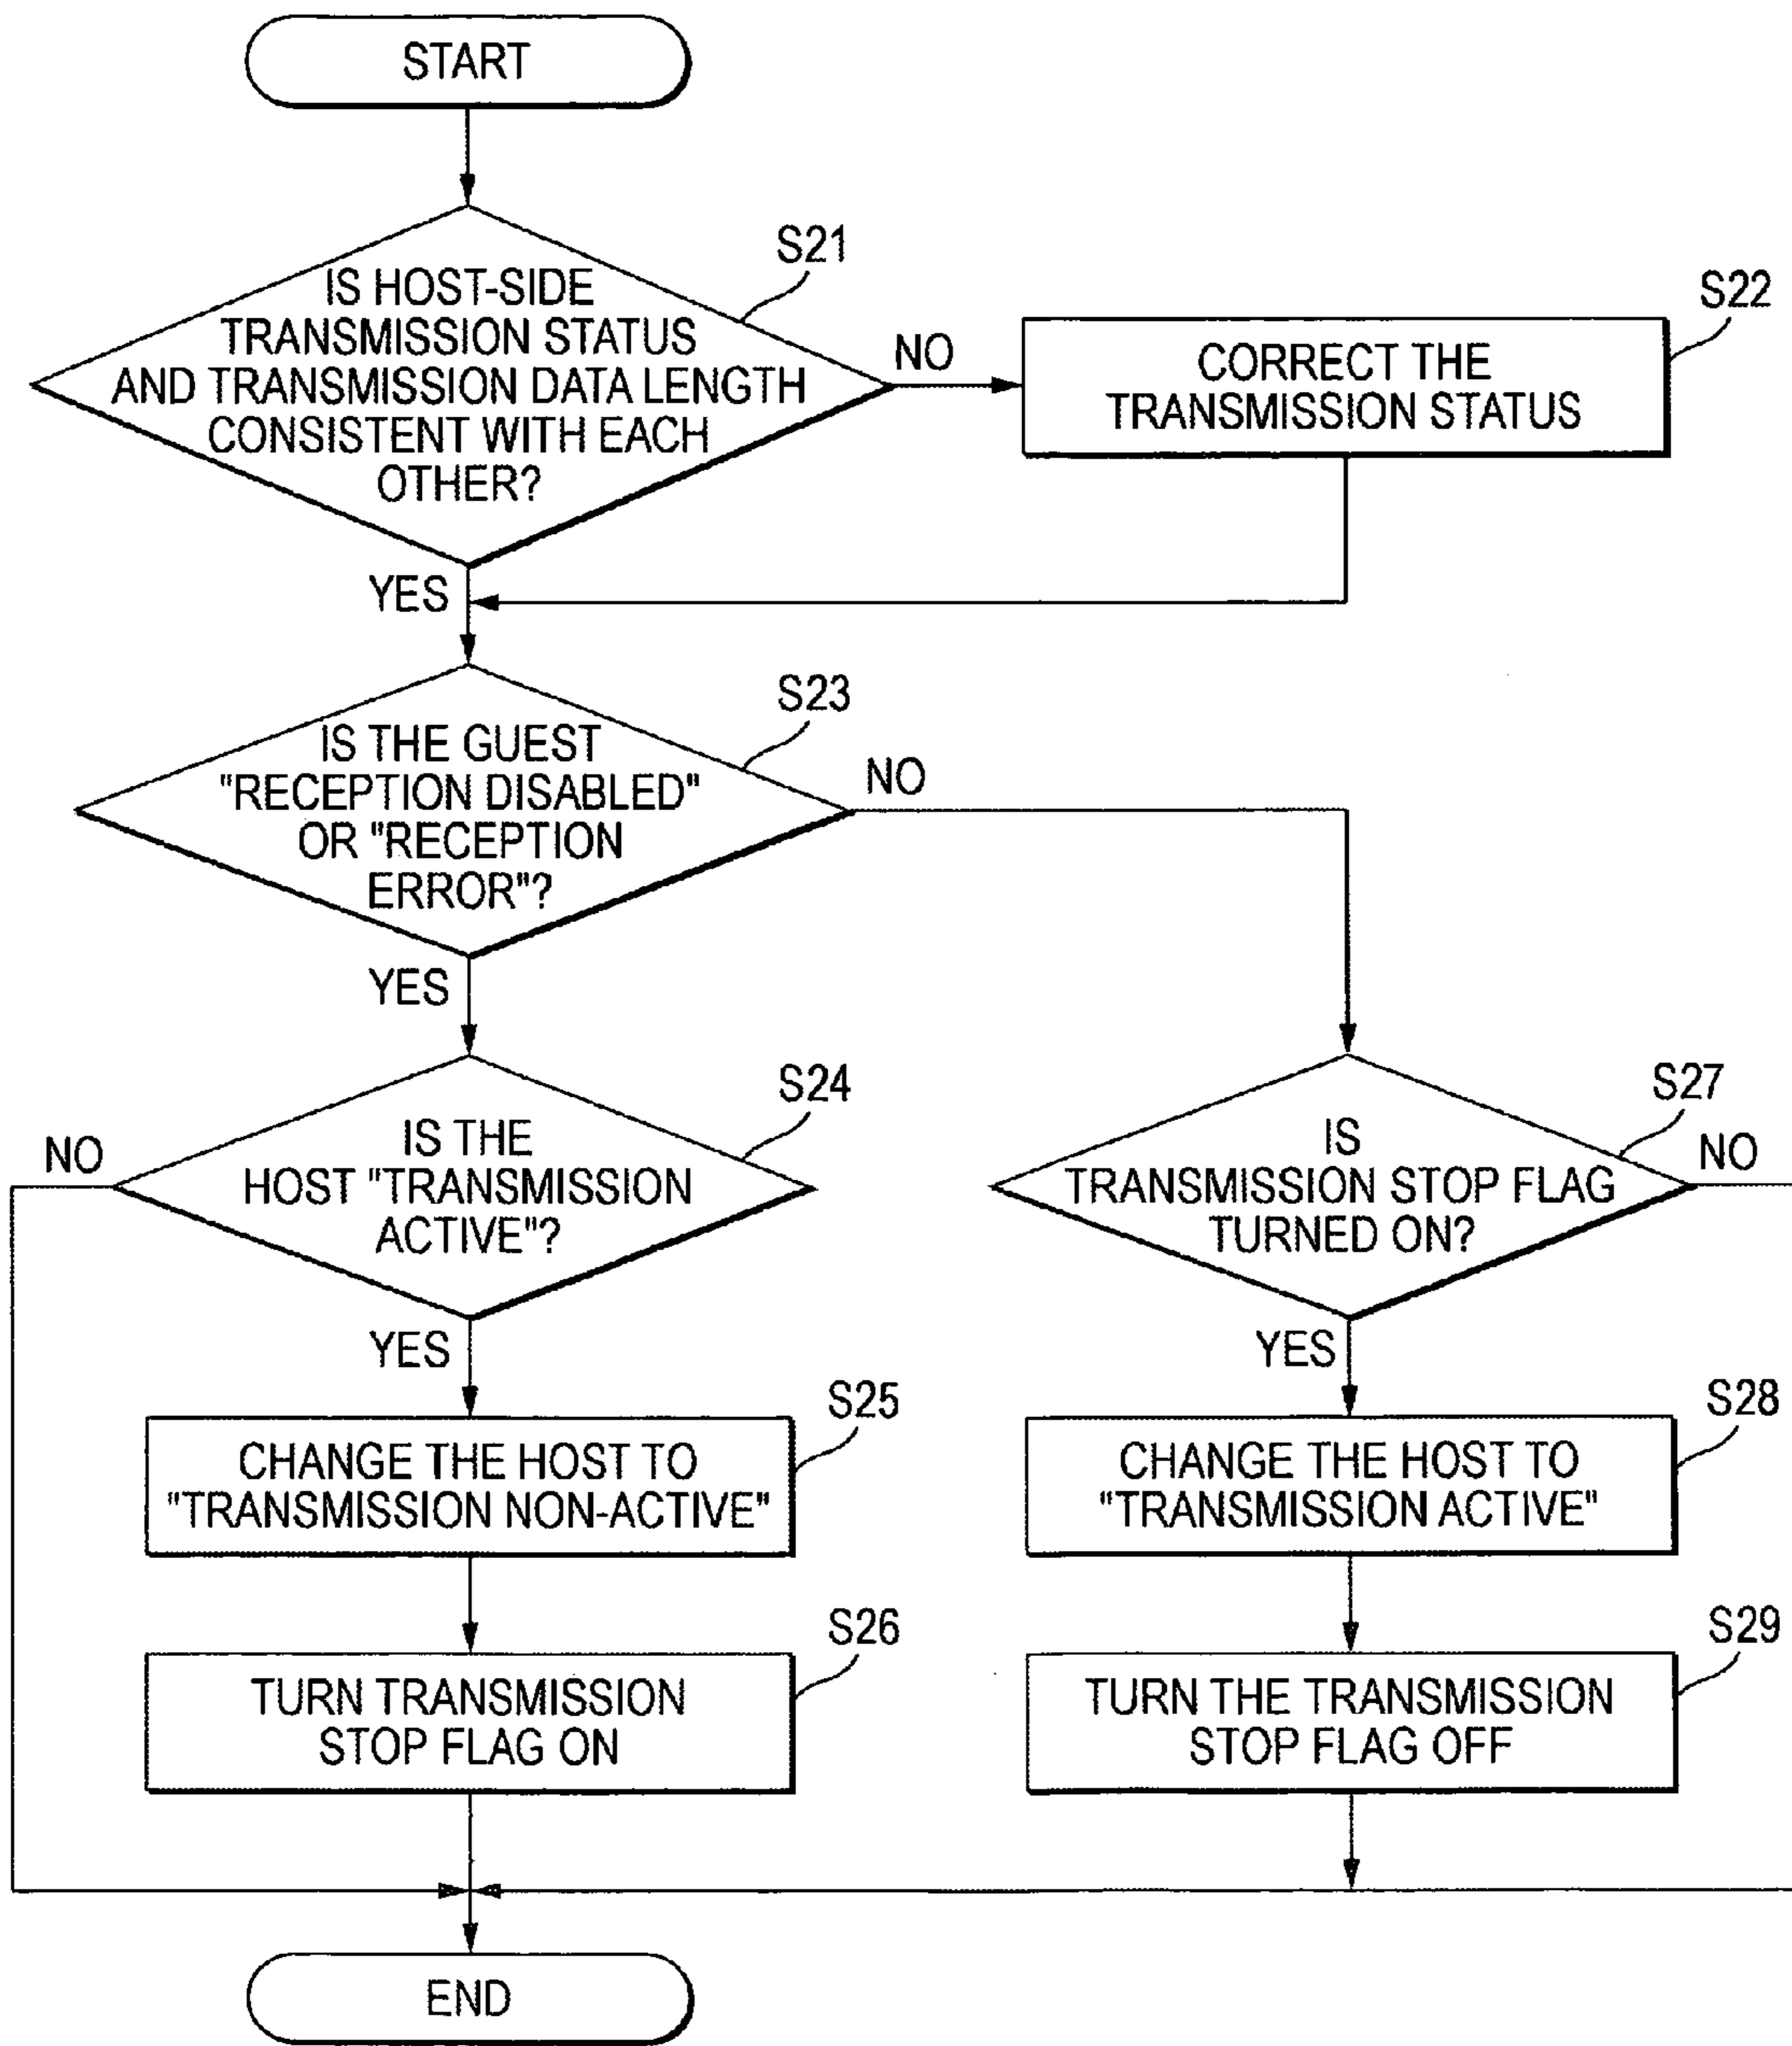 START
S21
IS HOST-SIDE
TRANSMISSION STATUS
AND TRANSMISSION DATA LENGTH
CONSISTENT WITH EACH
OTHER?
NO
S22
CORRECT THE
TRANSMISSION STATUS
YES
S23
IS THE GUEST
"RECEPTION DISABLED"
OR "RECEPTION
ERROR"?
NO
YES
S24
IS THE
HOST "TRANSMISSION
ACTIVE"?
NO
S27
IS
TRANSMISSION STOP FLAG
TURNED ON?
NO
YES
YES
S25
CHANGE THE HOST TO
"TRANSMISSION NON-ACTIVE"
S28
CHANGE THE HOST TO
"TRANSMISSION ACTIVE"
S26
TURN TRANSMISSION
STOP FLAG ON
S29
TURN THE TRANSMISSION
STOP FLAG OFF
END